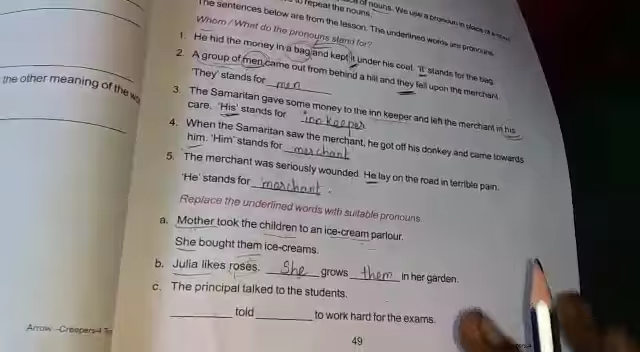 of nouns. We use a pronoun in place of a noun
to repeat the nouns.
The sentences below are from the lesson. The underlined words are pronouns.
Whom / What do the pronouns stand for?
1. He hid the money in a bag and kept it under his coat. 'It' stands for the bag.
2. A group of men came out from behind a hill and they fell upon the merchant.
'They' stands for men
the other meaning of the
3. The Samaritan gave some money to the inn keeper and left the merchant in his
care. 'His' stands for innkeeper
4. When the Samaritan saw the merchant, he got off his donkey and came towards
him. 'Him' stands for merchant
5. The merchant was seriously wounded. He lay on the road in terrible pain.
'He' stands for marchant.
Replace the underlined words with suitable pronouns.
a. Mother took the children to an ice-cream parlour.
She bought them ice-creams.
b. Julia likes roses. She grows them in her garden.
c. The principal talked to the students.
____ told ____ to work hard for the exams.
Arrow-Creepers-4
49